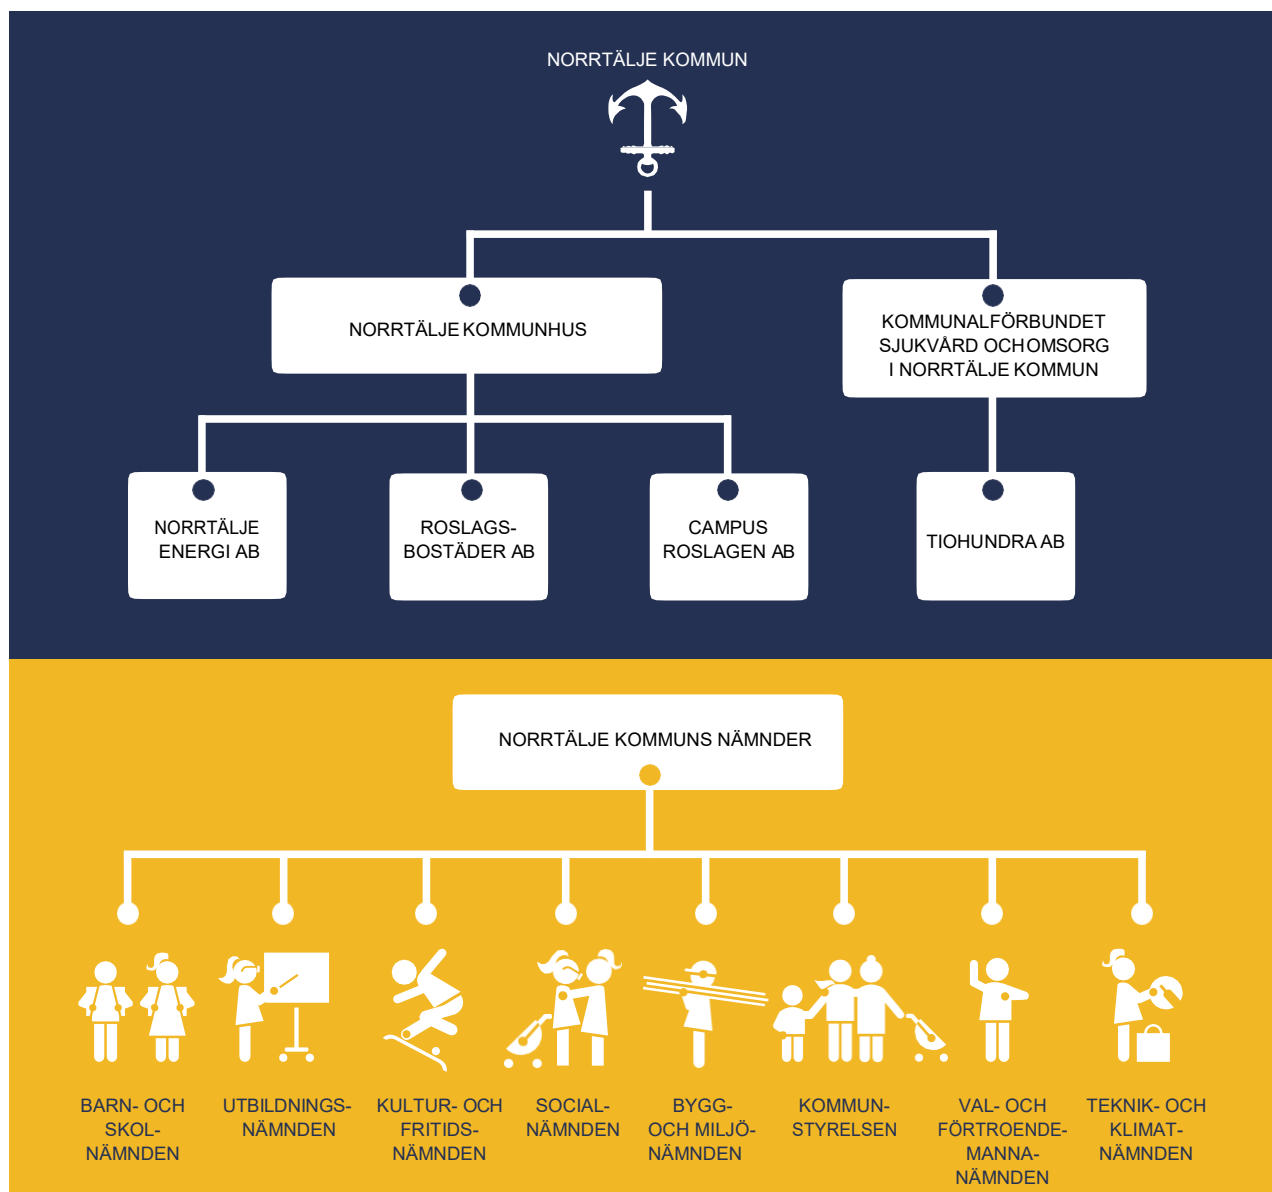 NORRTÄLJE KOMMUN
NORRTÄLJE KOMMUNHUS
KOMMUNALFÖRBUNDET
SJUKVÅRD OCH OMSORG
I NORRTÄLJE KOMMUN
NORRTÄLJE
ENERGI AB
ROSLAGS-
BOSTÄDER AB
CAMPUS
ROSLAGEN AB
TIOHUNDRA AB
NORRTÄLJE KOMMUNS NÄMNDER
BARN- OCH
SKOL-
NÄMNDEN
UTBILDNINGS-
NÄMNDEN
KULTUR- OCH
FRITIDS-
NÄMNDEN
SOCIAL-
NÄMNDEN
BYGG-
OCH MILJÖ-
NÄMNDEN
KOMMUN-
STYRELSEN
VAL- OCH
FÖRTROENDE-
MANNA-
NÄMNDEN
TEKNIK- OCH
KLIMAT-
NÄMNDEN